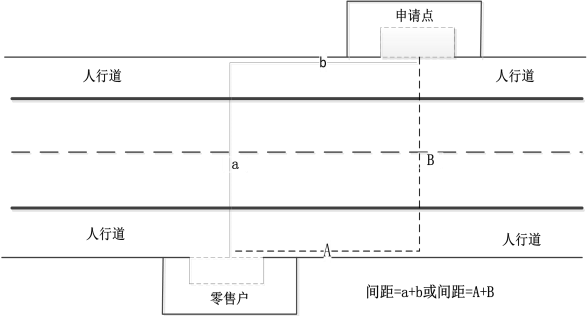 申请点
b
人行道 人行道
a B
人行道 人行道
A
零售户
间距=a+b或间距=A+B